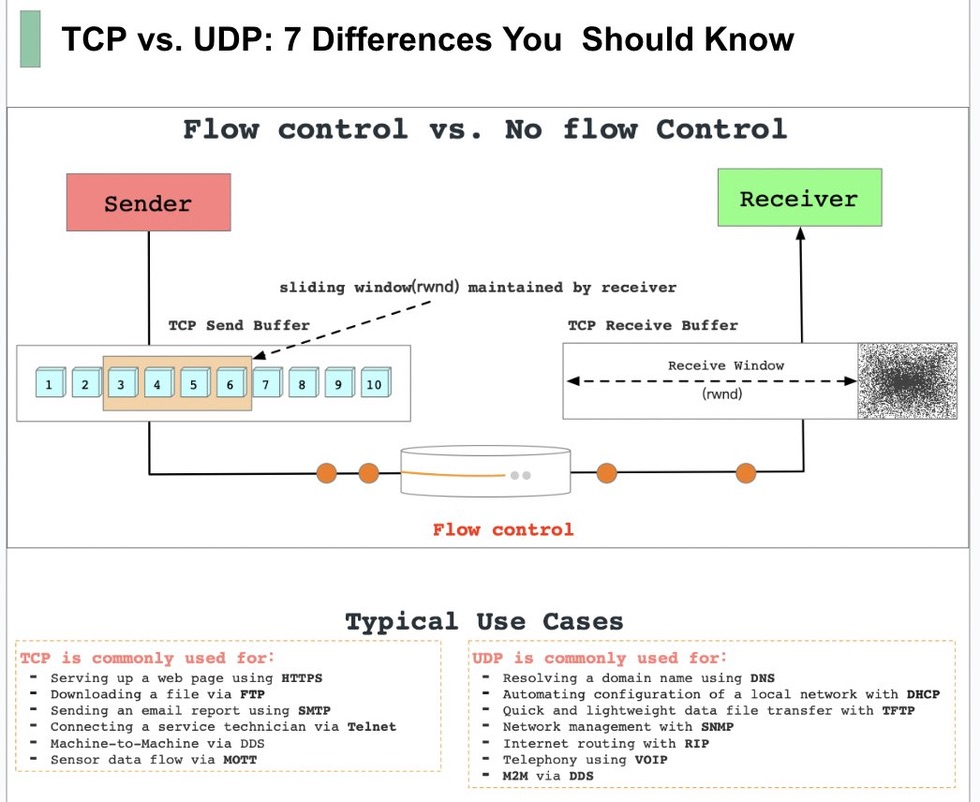 TCP vs. UDP: 7 Differences You Should Know
Flow control vs. No flow Control
Sender
Receiver
sliding window(rwnd) maintained by receiver
TCP Send Buffer
TCP Receive Buffer
1 2 3 4 5 6 7 8 9 10
Receive Window
(rwnd)
Flow control
Typical Use Cases
TCP is commonly used for:
- Serving up a web page using HTTPS
- Downloading a file via FTP
- Sending an email report using SMTP
- Connecting a service technician via Telnet
- Machine-to-Machine via DDS
- Sensor data flow via MOTT
UDP is commonly used for:
- Resolving a domain name using DNS
- Automating configuration of a local network with DHCP
- Quick and lightweight data file transfer with TFTP
- Network management with SNMP
- Internet routing with RIP
- Telephony using VOIP
- M2M via DDS